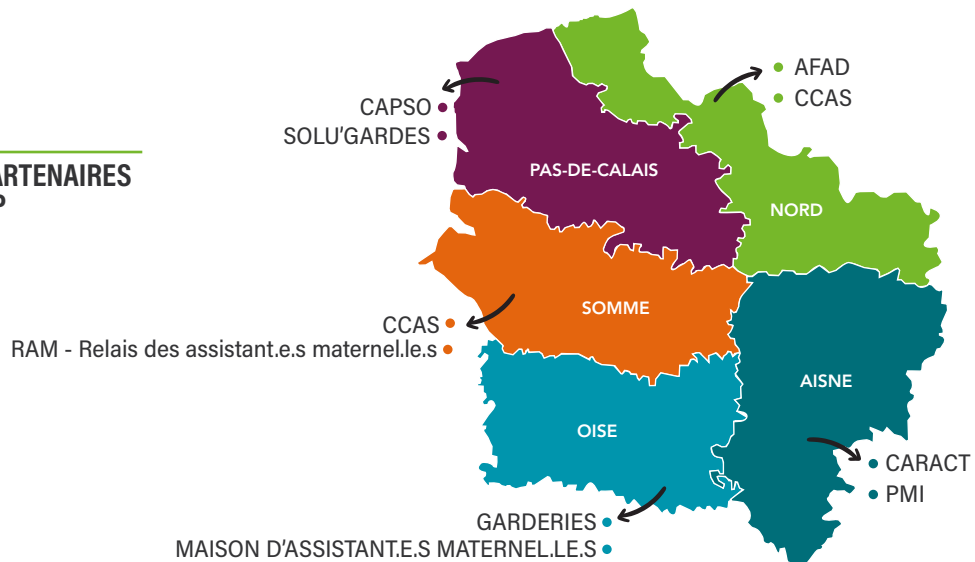 AFAD
CCAS
CAPSO
SOLU'GARDES
PAS-DE-CALAIS
NORD
SOMME
CCAS
RAM - Relais des assistant.e.s maternel.le.s
AISNE
OISE
CARACT
PMI
GARDERIES
MAISON D'ASSISTANT.E.S MATERNEL.LE.S